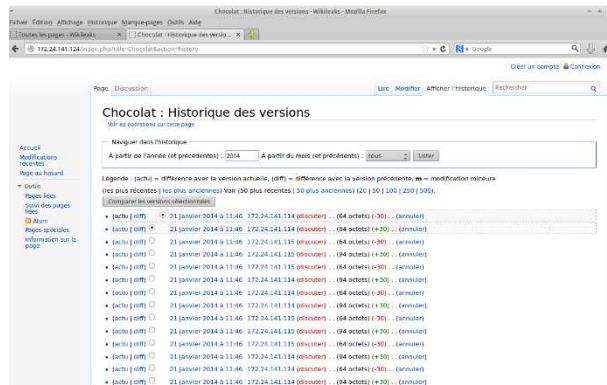 Chocolat : Historique des versions - Wikileaks - Mozilla Firefox
Fichier Édition Affichage Historique Marque-pages Outils Aide
Toutes les pages - Wikileaks × Chocolat : Historique des versio... ×
172.24.141.124/index.php?title=Chocolat&action=history Google
Créer un compte Connexion
Page Discussion Lire Modifier Afficher l'historique Rechercher
Chocolat : Historique des versions
Voir les opérations sur cette page
Naviguer dans l'historique
À partir de l'année (et précédentes) : 2014 À partir du mois (et précédents) : tous Lister
Légende : (actu) = différence avec la version actuelle, (diff) = différence avec la version précédente, m = modification mineure
(les plus récentes | les plus anciennes) Voir (50 plus récentes | 50 plus anciennes) (20 | 50 | 100 | 250 | 500).
Comparer les versions sélectionnées
Accueil
Modifications récentes
Page au hasard
Outils
Pages liées
Suivi des pages liées
Atom
Pages spéciales
Information sur la page
• (actu | diff) 21 janvier 2014 à 11:46 172.24.141.114 (discuter) . . (64 octets) (-30) . . (annuler)
• (actu | diff) 21 janvier 2014 à 11:46 172.24.141.114 (discuter) . . (94 octets) (+30) . . (annuler)
• (actu | diff) 21 janvier 2014 à 11:46 172.24.141.115 (discuter) . . (64 octets) (-30) . . (annuler)
• (actu | diff) 21 janvier 2014 à 11:46 172.24.141.115 (discuter) . . (94 octets) (+30) . . (annuler)
• (actu | diff) 21 janvier 2014 à 11:46 172.24.141.114 (discuter) . . (64 octets) (-30) . . (annuler)
• (actu | diff) 21 janvier 2014 à 11:46 172.24.141.114 (discuter) . . (94 octets) (+30) . . (annuler)
• (actu | diff) 21 janvier 2014 à 11:46 172.24.141.115 (discuter) . . (64 octets) (-30) . . (annuler)
• (actu | diff) 21 janvier 2014 à 11:46 172.24.141.114 (discuter) . . (94 octets) (+30) . . (annuler)
• (actu | diff) 21 janvier 2014 à 11:46 172.24.141.114 (discuter) . . (64 octets) (-30) . . (annuler)
• (actu | diff) 21 janvier 2014 à 11:46 172.24.141.115 (discuter) . . (94 octets) (+30) . . (annuler)
• (actu | diff) 21 janvier 2014 à 11:46 172.24.141.115 (discuter) . . (64 octets) (-30) . . (annuler)
• (actu | diff) 21 janvier 2014 à 11:46 172.24.141.114 (discuter) . . (94 octets) (+30) . . (annuler)
• (actu | diff) 21 janvier 2014 à 11:46 172.24.141.114 (discuter) . . (64 octets) (-30) . . (annuler)
• (actu | diff) 21 janvier 2014 à 11:46 172.24.141.115 (discuter) . . (94 octets) (+30) . . (annuler)